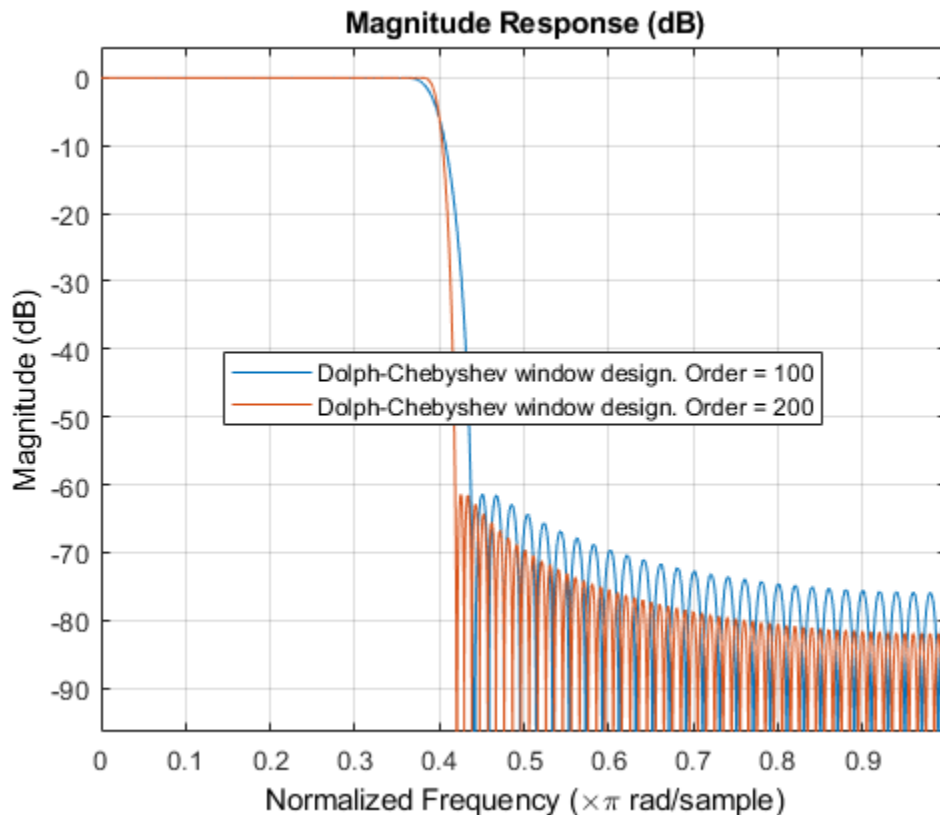 Magnitude Response (dB)
0
-10
-20
-30
-40
-50
-60
-70
-80
-90
Magnitude (dB)
Dolph-Chebyshev window design. Order = 100
Dolph-Chebyshev window design. Order = 200
0 0.1 0.2 0.3 0.4 0.5 0.6 0.7 0.8 0.9
Normalized Frequency (×π rad/sample)